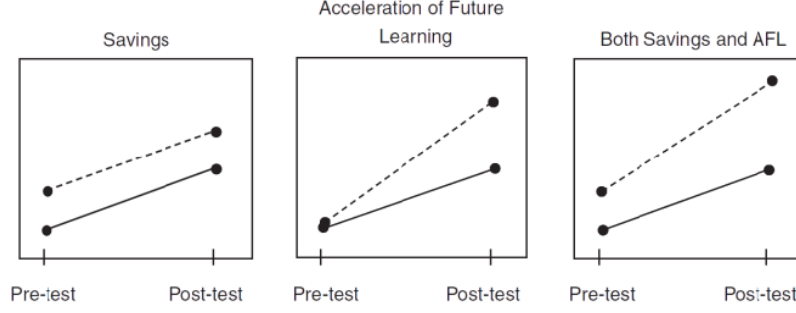 Savings
Acceleration of Future
Learning
Both Savings and AFL
Pre-test Post-test
Pre-test Post-test
Pre-test Post-test